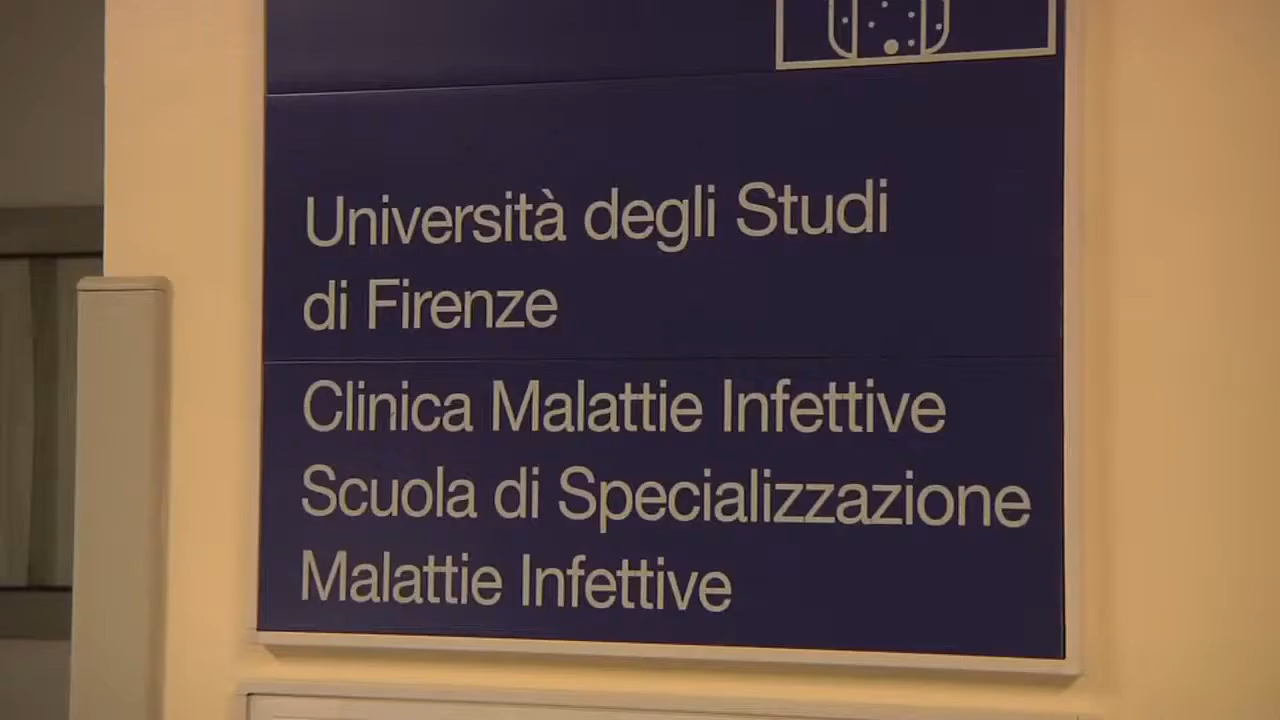 Università degli Studi
di Firenze
Clinica Malattie Infettive
Scuola di Specializzazione
Malattie Infettive